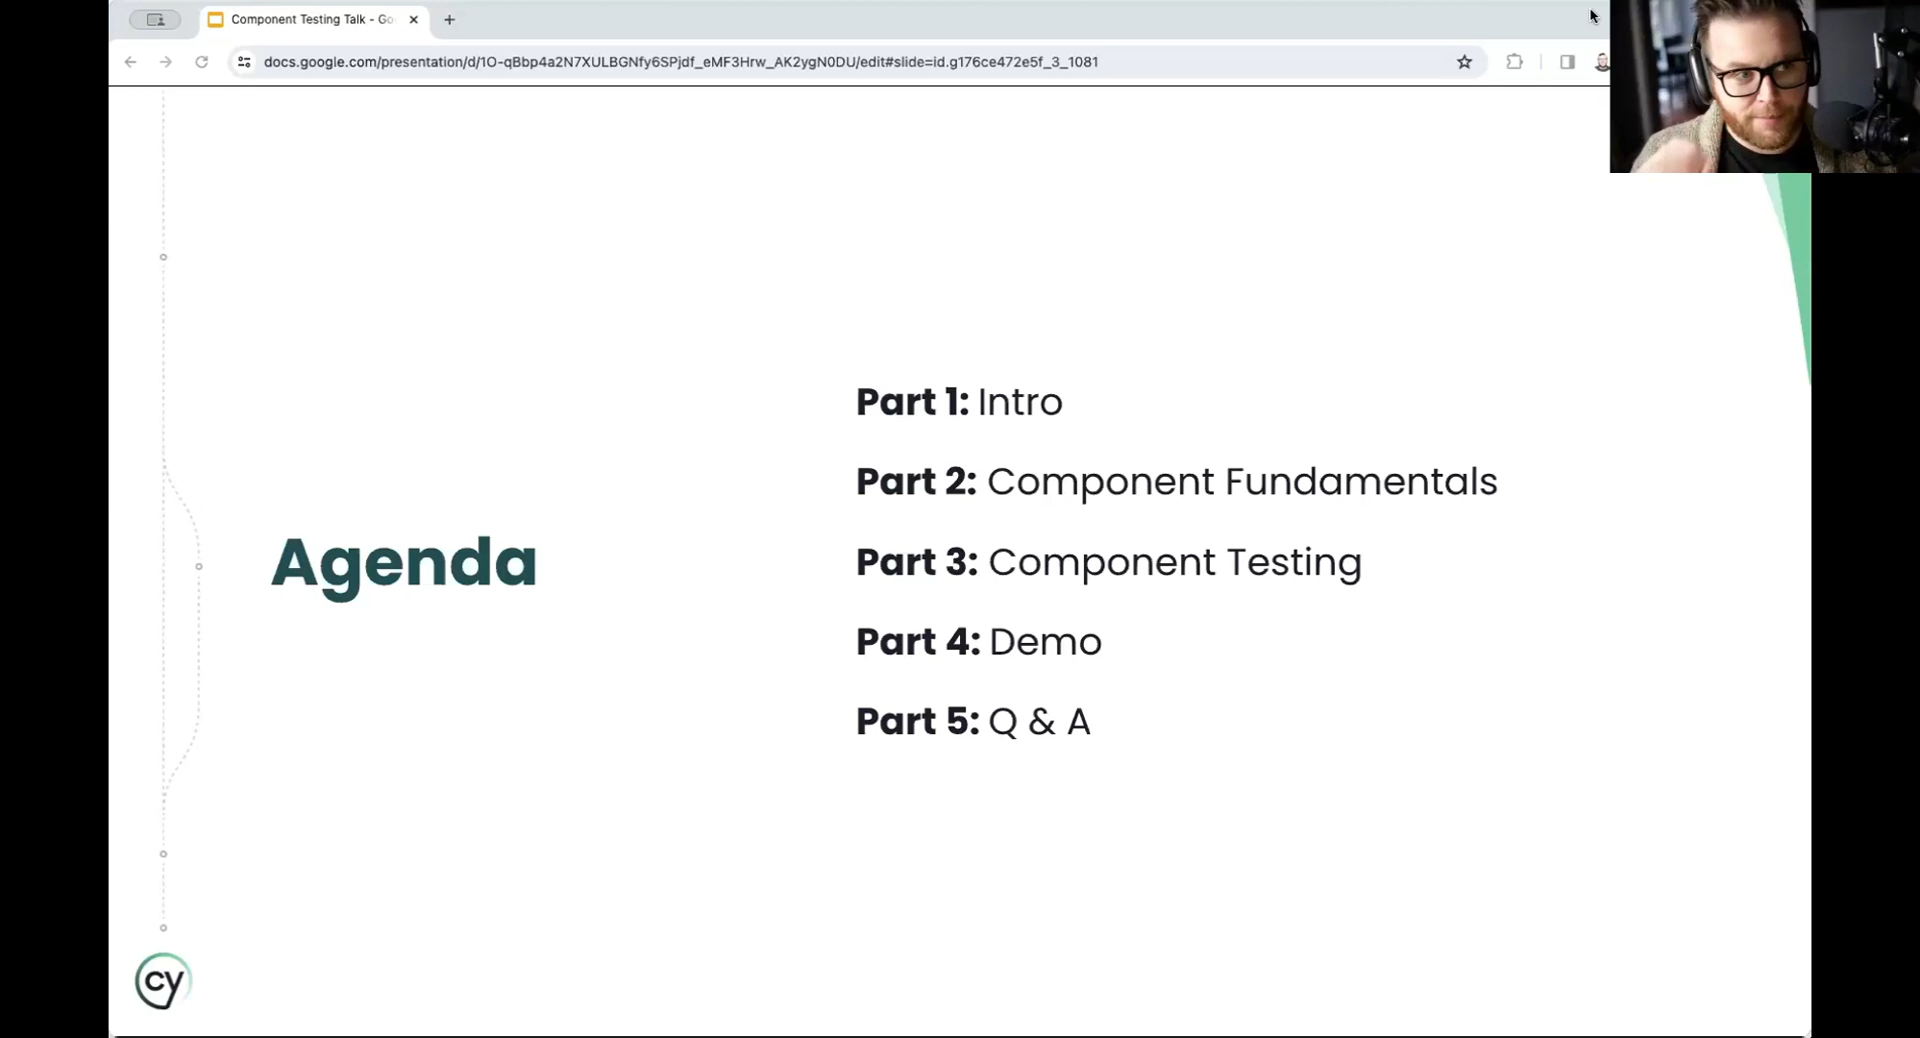 Component Testing Talk - Go
docs.google.com/presentation/d/1O-qBbp4a2N7XULBGNfy6SPjdf_eMF3Hrw_AK2ygN0DU/edit#slide=id.g176ce472e5f_3_1081
Agenda
Part 1: Intro
Part 2: Component Fundamentals
Part 3: Component Testing
Part 4: Demo
Part 5: Q & A
cy